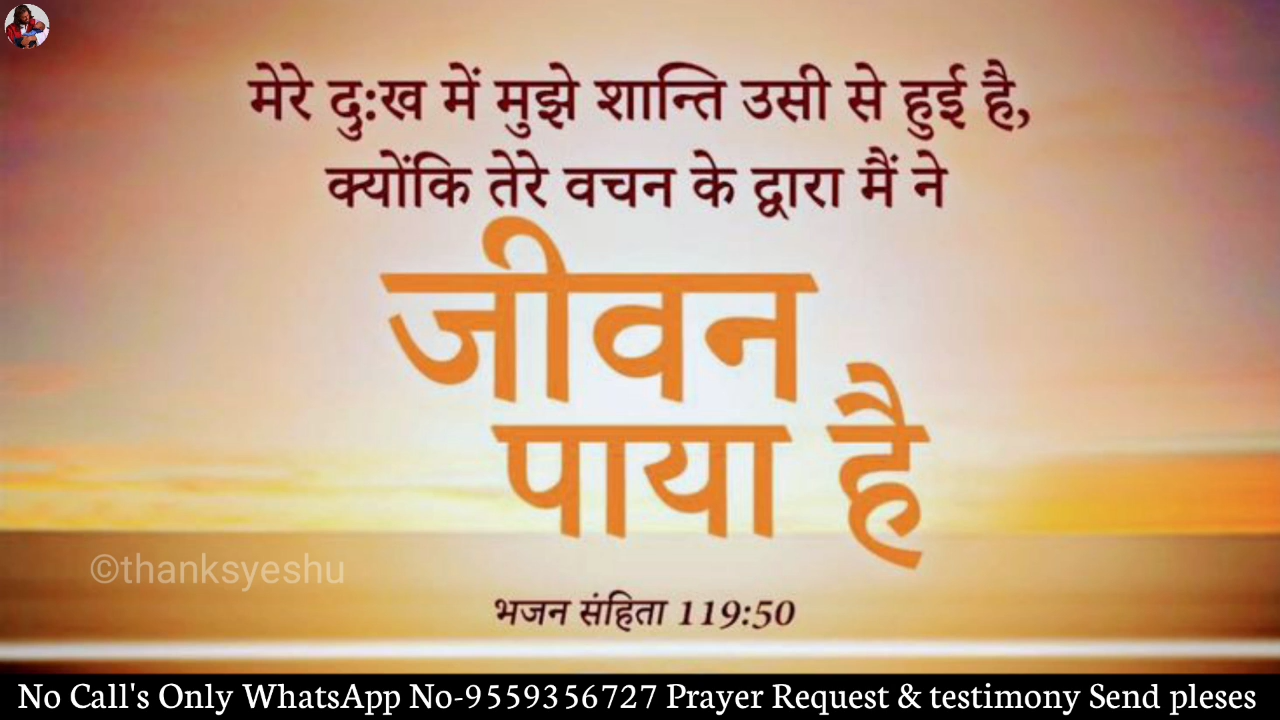 मेरे दु:ख में मुझे शान्ति उसी से हुई है,
क्योंकि तेरे वचन के द्वारा मैं ने
जीवन
पाया है
©thanksyeshu
भजन संहिता 119:50
No Call's Only WhatsApp No-9559356727 Prayer Request & testimony Send pleses